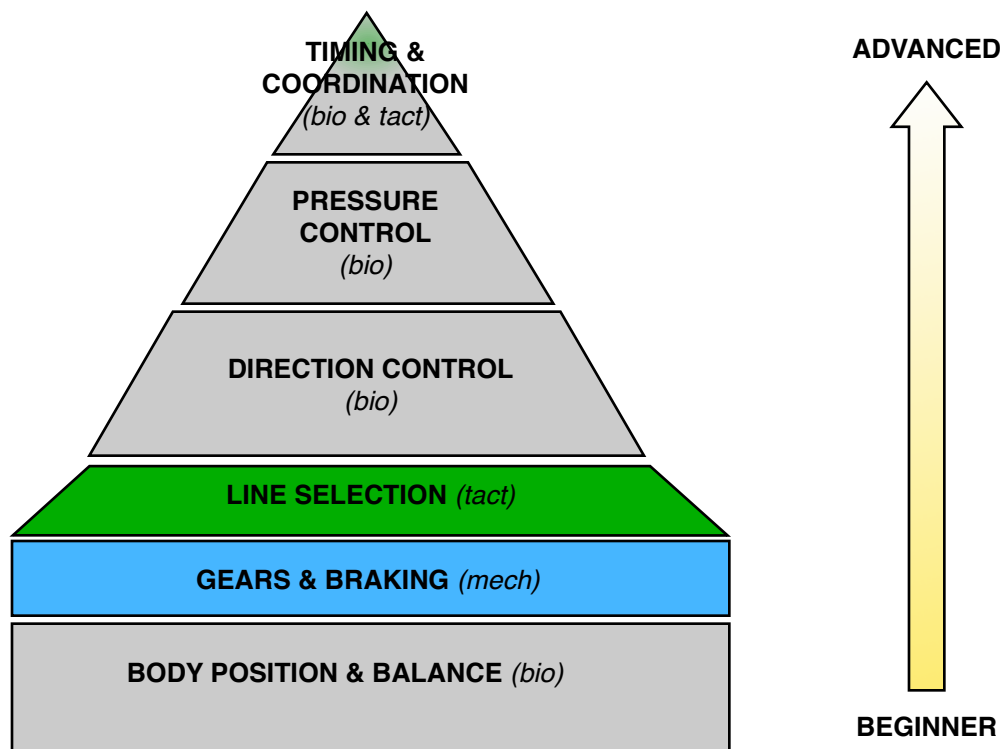 TIMING &
COORDINATION
(bio & tact)
ADVANCED
PRESSURE
CONTROL
(bio)
DIRECTION CONTROL
(bio)
LINE SELECTION (tact)
GEARS & BRAKING (mech)
BODY POSITION & BALANCE (bio)
BEGINNER